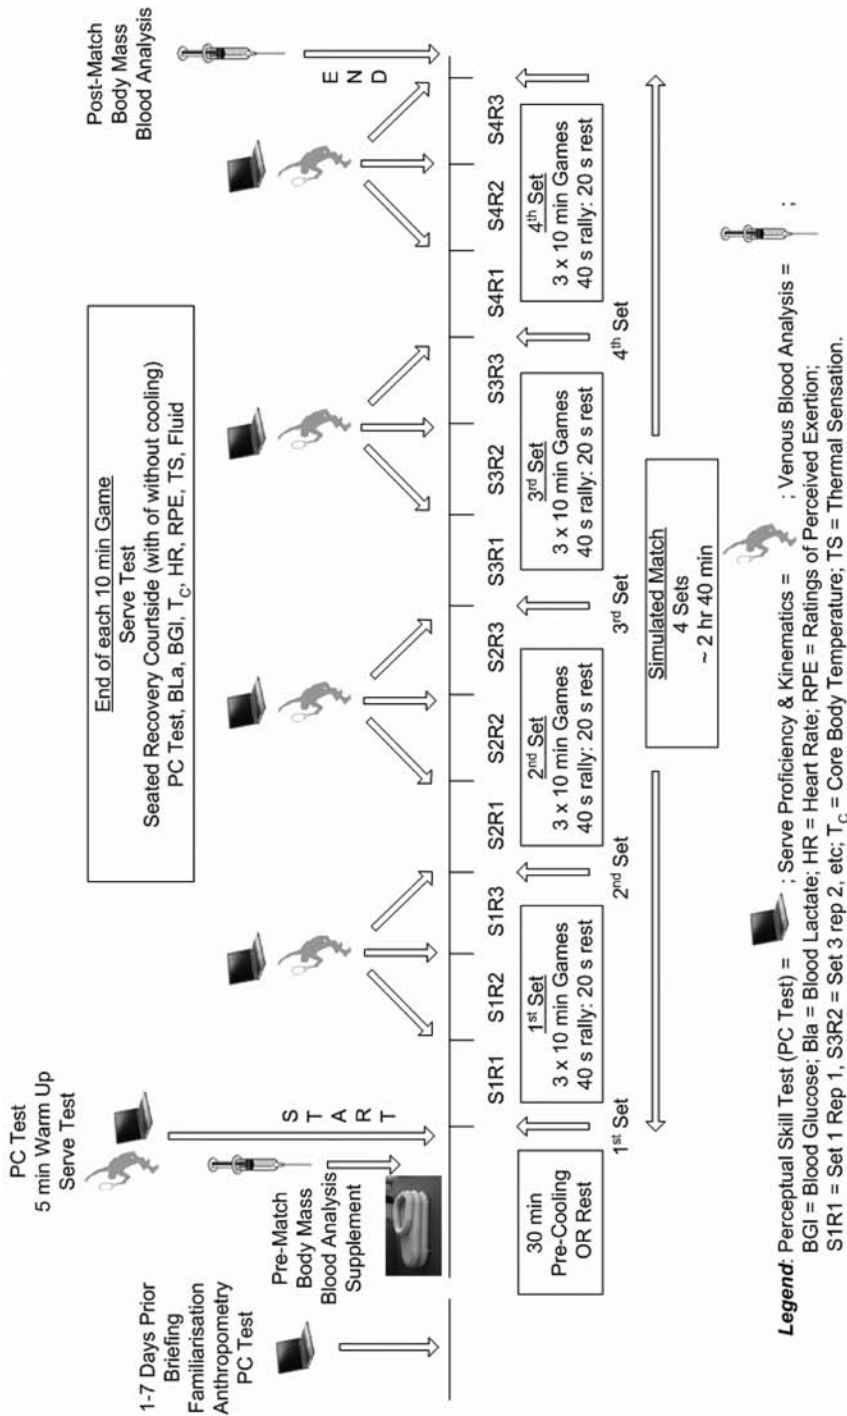 1-7 Days Prior
Briefing
Familiarisation
Anthropometry
PC Test
Pre-Match
Body Mass
Blood Analysis
Supplement
PC Test
5 min Warm Up
Serve Test
START
End of each 10 min Game
Serve Test
Seated Recovery Courtside (with of without cooling)
PC Test, BLa, BGl, TC, HR, RPE, TS, Fluid
Post-Match
Body Mass
Blood Analysis
END
S1R1 S1R2 S1R3 S2R1 S2R2 S2R3 S3R1 S3R2 S3R3 S4R1 S4R2 S4R3
30 min
Pre-Cooling
OR Rest
1st Set
3 x 10 min Games
40 s rally: 20 s rest
2nd Set
3 x 10 min Games
40 s rally: 20 s rest
3rd Set
3 x 10 min Games
40 s rally: 20 s rest
4th Set
3 x 10 min Games
40 s rally: 20 s rest
1st Set 2nd Set 3rd Set 4th Set
Simulated Match
4 Sets
~ 2 hr 40 min
Legend: Perceptual Skill Test (PC Test) = ; Serve Proficiency & Kinematics = ; Venous Blood Analysis = ;
BGl = Blood Glucose; Bla = Blood Lactate; HR = Heart Rate; RPE = Ratings of Perceived Exertion;
S1R1 = Set 1 Rep 1, S3R2 = Set 3 rep 2, etc; TC = Core Body Temperature; TS = Thermal Sensation.